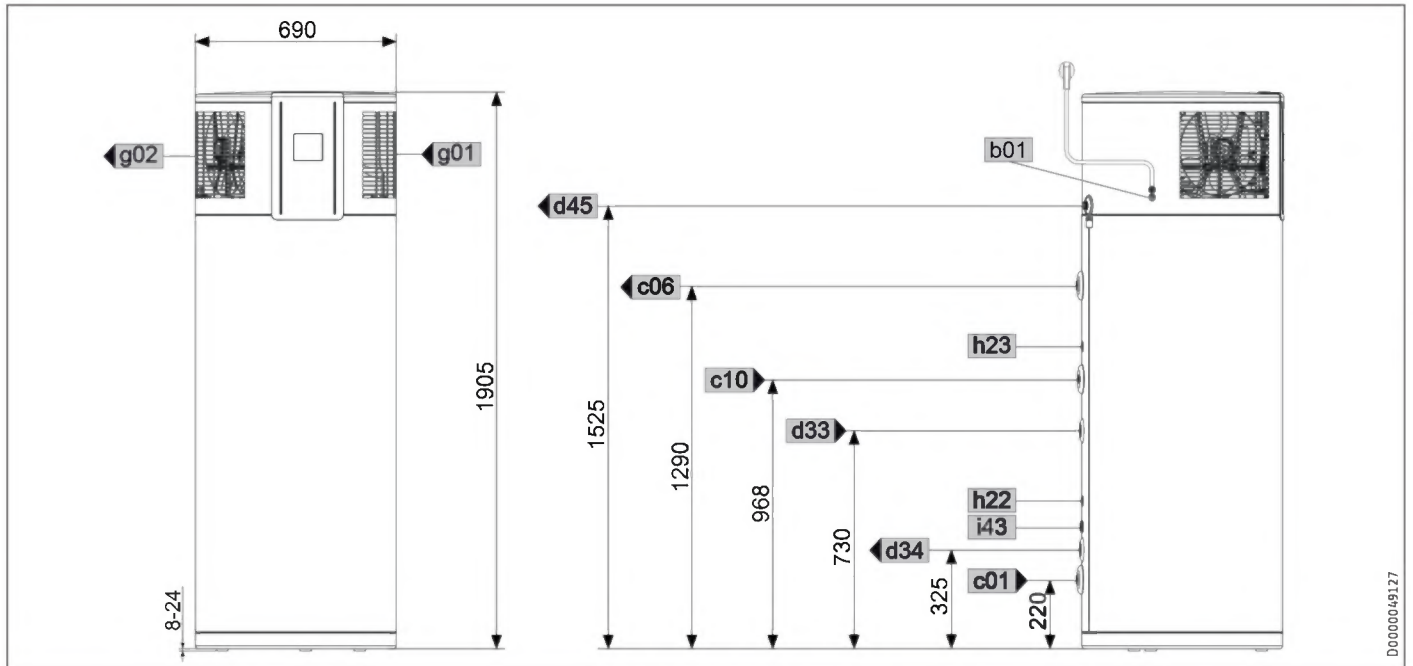 690
g02
g01
b01
d45
c06
h23
c10
1905
1525
d33
1290
968
h22
i43
730
d34
c01
325
220
8-24
D0000049127